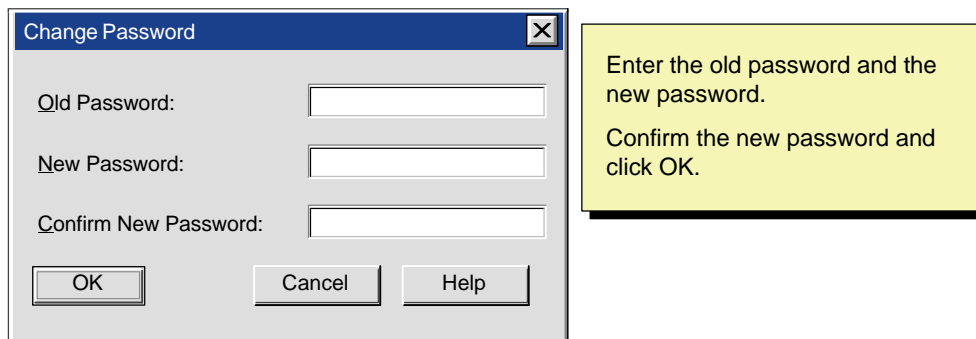 Change Password
Old Password:
New Password:
Confirm New Password:
OK
Cancel
Help
Enter the old password and the
new password.
Confirm the new password and
click OK.